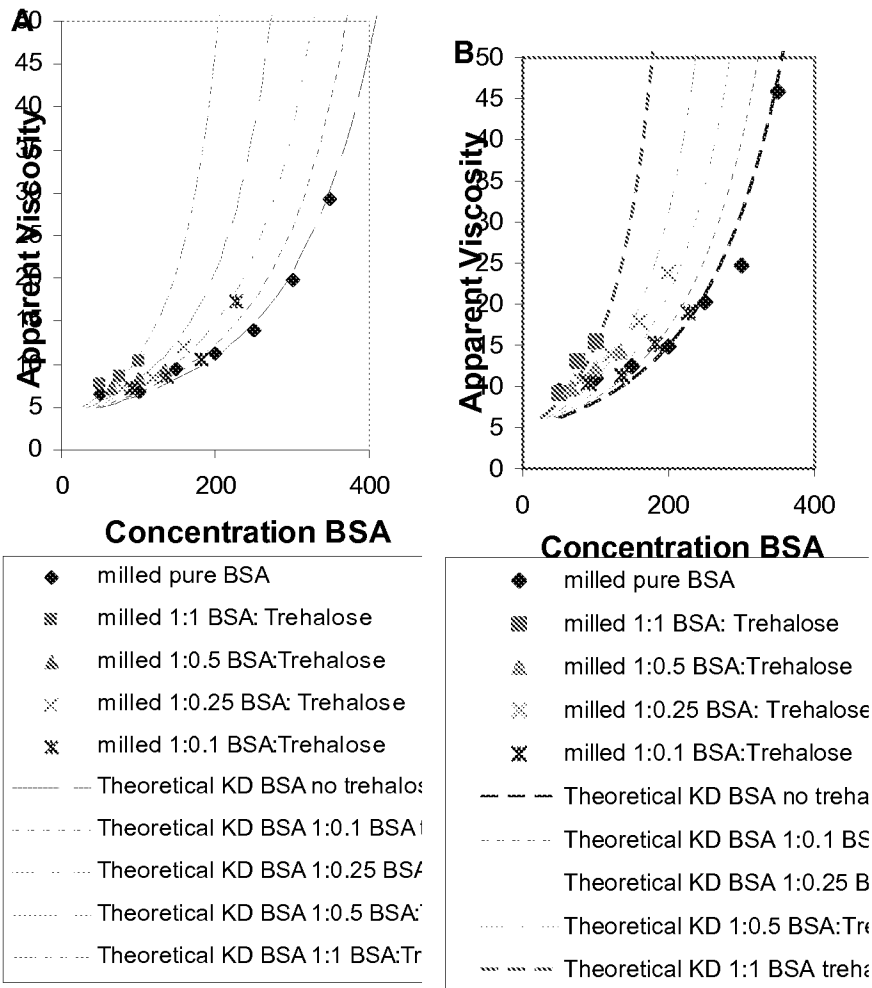 A
50
45
40
35
30
25
20
15
10
5
0
Apparent Viscosity
0
200
400
Concentration BSA
milled pure BSA
milled 1:1 BSA: Trehalose
milled 1:0.5 BSA:Trehalose
milled 1:0.25 BSA: Trehalose
milled 1:0.1 BSA:Trehalose
Theoretical KD BSA no trehalos
Theoretical KD BSA 1:0.1 BSA t
Theoretical KD BSA 1:0.25 BSA
Theoretical KD BSA 1:0.5 BSA:T
Theoretical KD BSA 1:1 BSA:Tr
B
50
45
40
35
30
25
20
15
10
5
0
Apparent Viscosity
0
200
400
Concentration BSA
milled pure BSA
milled 1:1 BSA: Trehalose
milled 1:0.5 BSA:Trehalose
milled 1:0.25 BSA: Trehalose
milled 1:0.1 BSA:Trehalose
Theoretical KD BSA no treha
Theoretical KD BSA 1:0.1 BS
Theoretical KD BSA 1:0.25 B
Theoretical KD 1:0.5 BSA:Tre
Theoretical KD 1:1 BSA treha